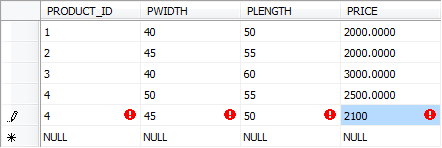 PRODUCT_ID PWIDTH PLENGTH PRICE
1 40 50 2000.0000
2 45 55 2000.0000
3 40 60 3000.0000
4 50 55 2500.0000
4 45 50 2100
NULL NULL NULL NULL